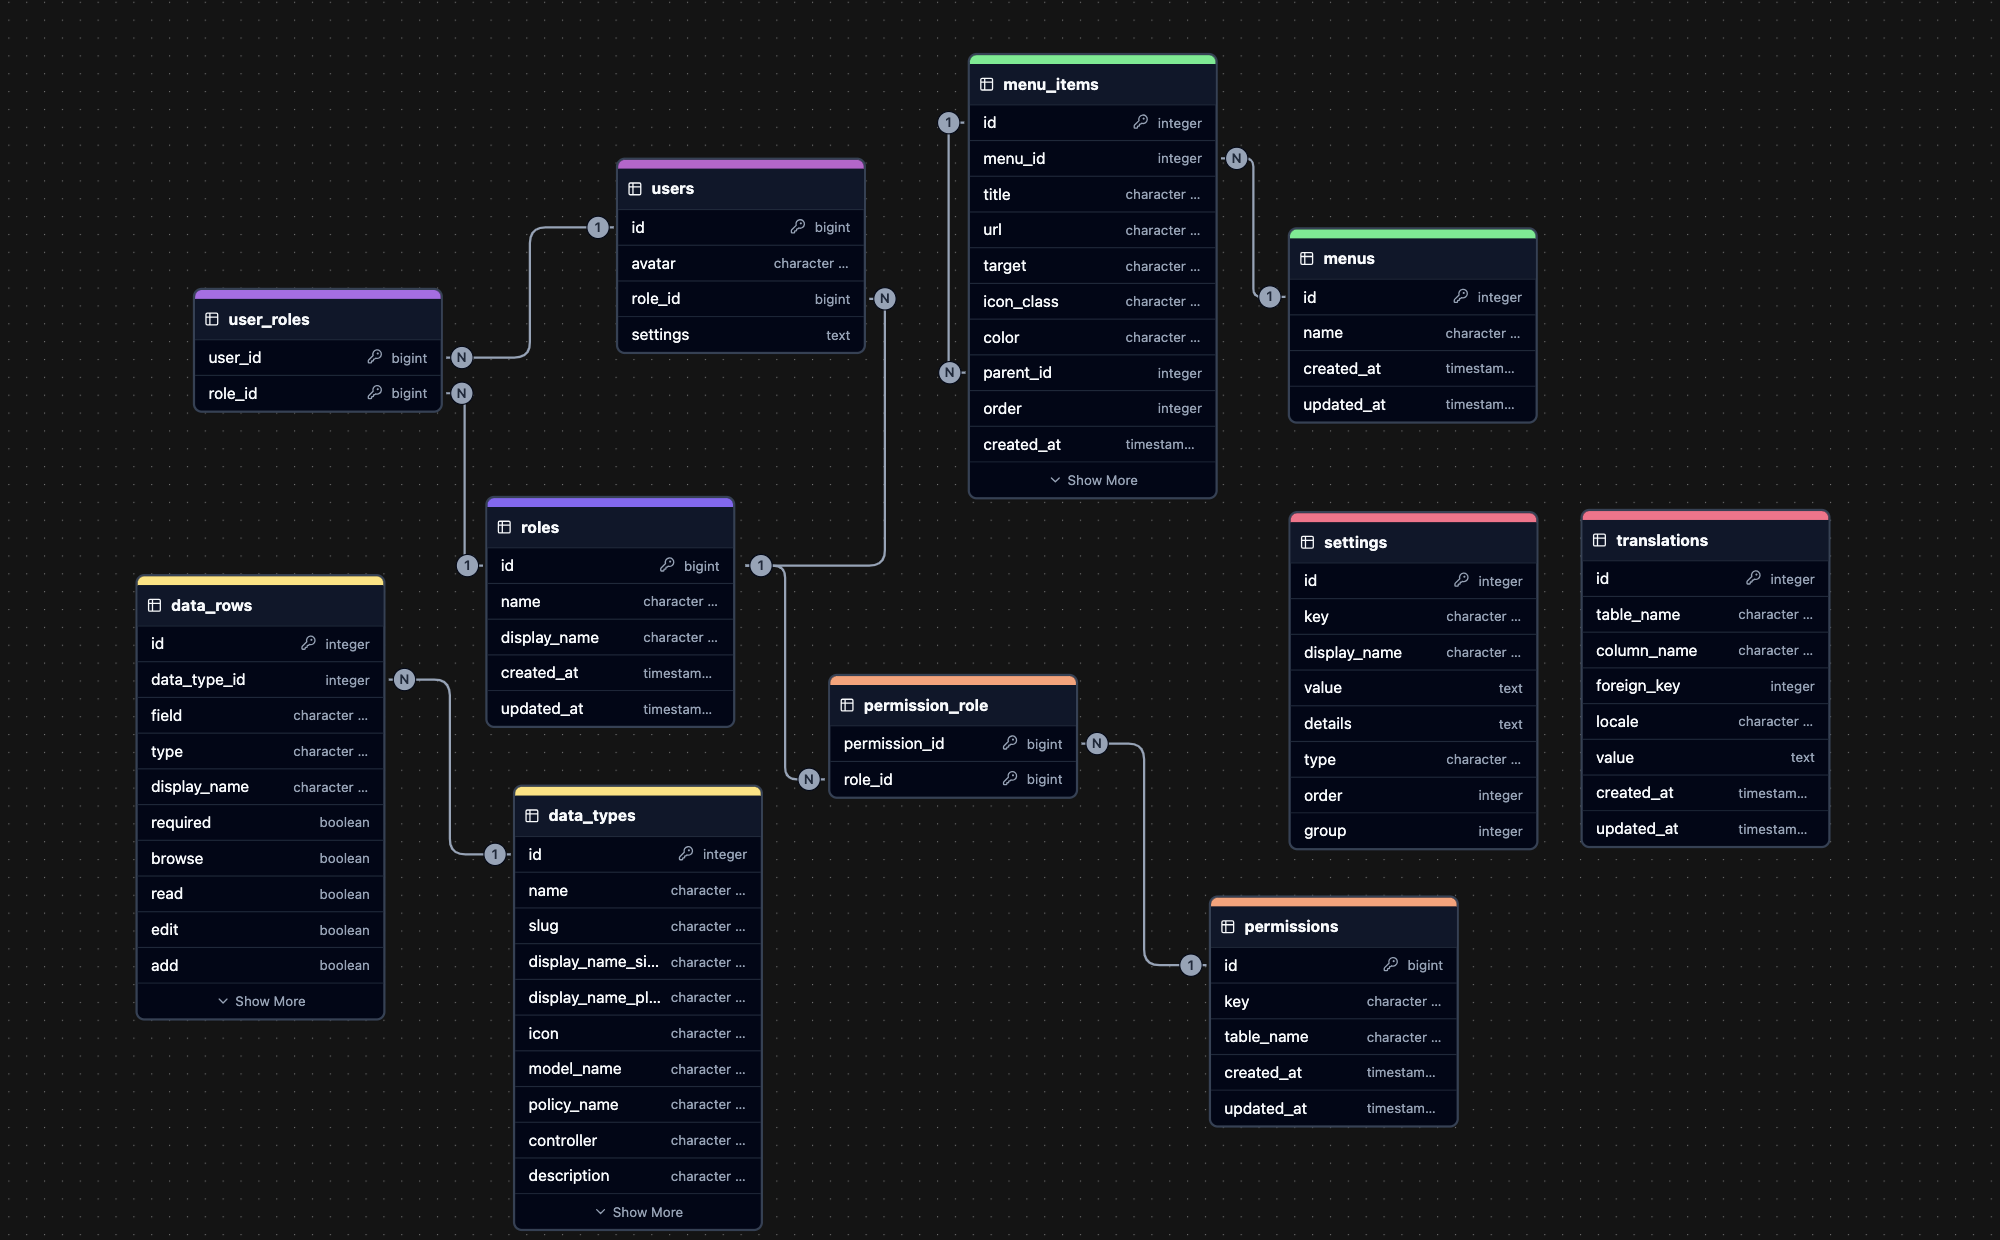 menu_items
1 id integer
menu_id integer N
title character ...
url character ...
target character ...
icon_class character ...
color character ...
N parent_id integer
order integer
created_at timestam...
Show More
users
1 id bigint
avatar character ...
role_id bigint N
settings text
menus
1 id integer
name character ...
created_at timestam...
updated_at timestam...
user_roles
user_id bigint N
role_id bigint N
roles
1 id bigint 1
name character ...
display_name character ...
created_at timestam...
updated_at timestam...
settings
id integer
key character ...
display_name character ...
value text
details text
type character ...
order integer
group integer
translations
id integer
table_name character ...
column_name character ...
foreign_key integer
locale character ...
value text
created_at timestam...
updated_at timestam...
data_rows
id integer
data_type_id integer N
field character ...
type character ...
display_name character ...
required boolean
browse boolean
read boolean
edit boolean
add boolean
Show More
permission_role
permission_id bigint N
N role_id bigint
data_types
1 id integer
name character ...
slug character ...
display_name_si... character ...
display_name_pl... character ...
icon character ...
model_name character ...
policy_name character ...
controller character ...
description character ...
Show More
permissions
1 id bigint
key character ...
table_name character ...
created_at timestam...
updated_at timestam...